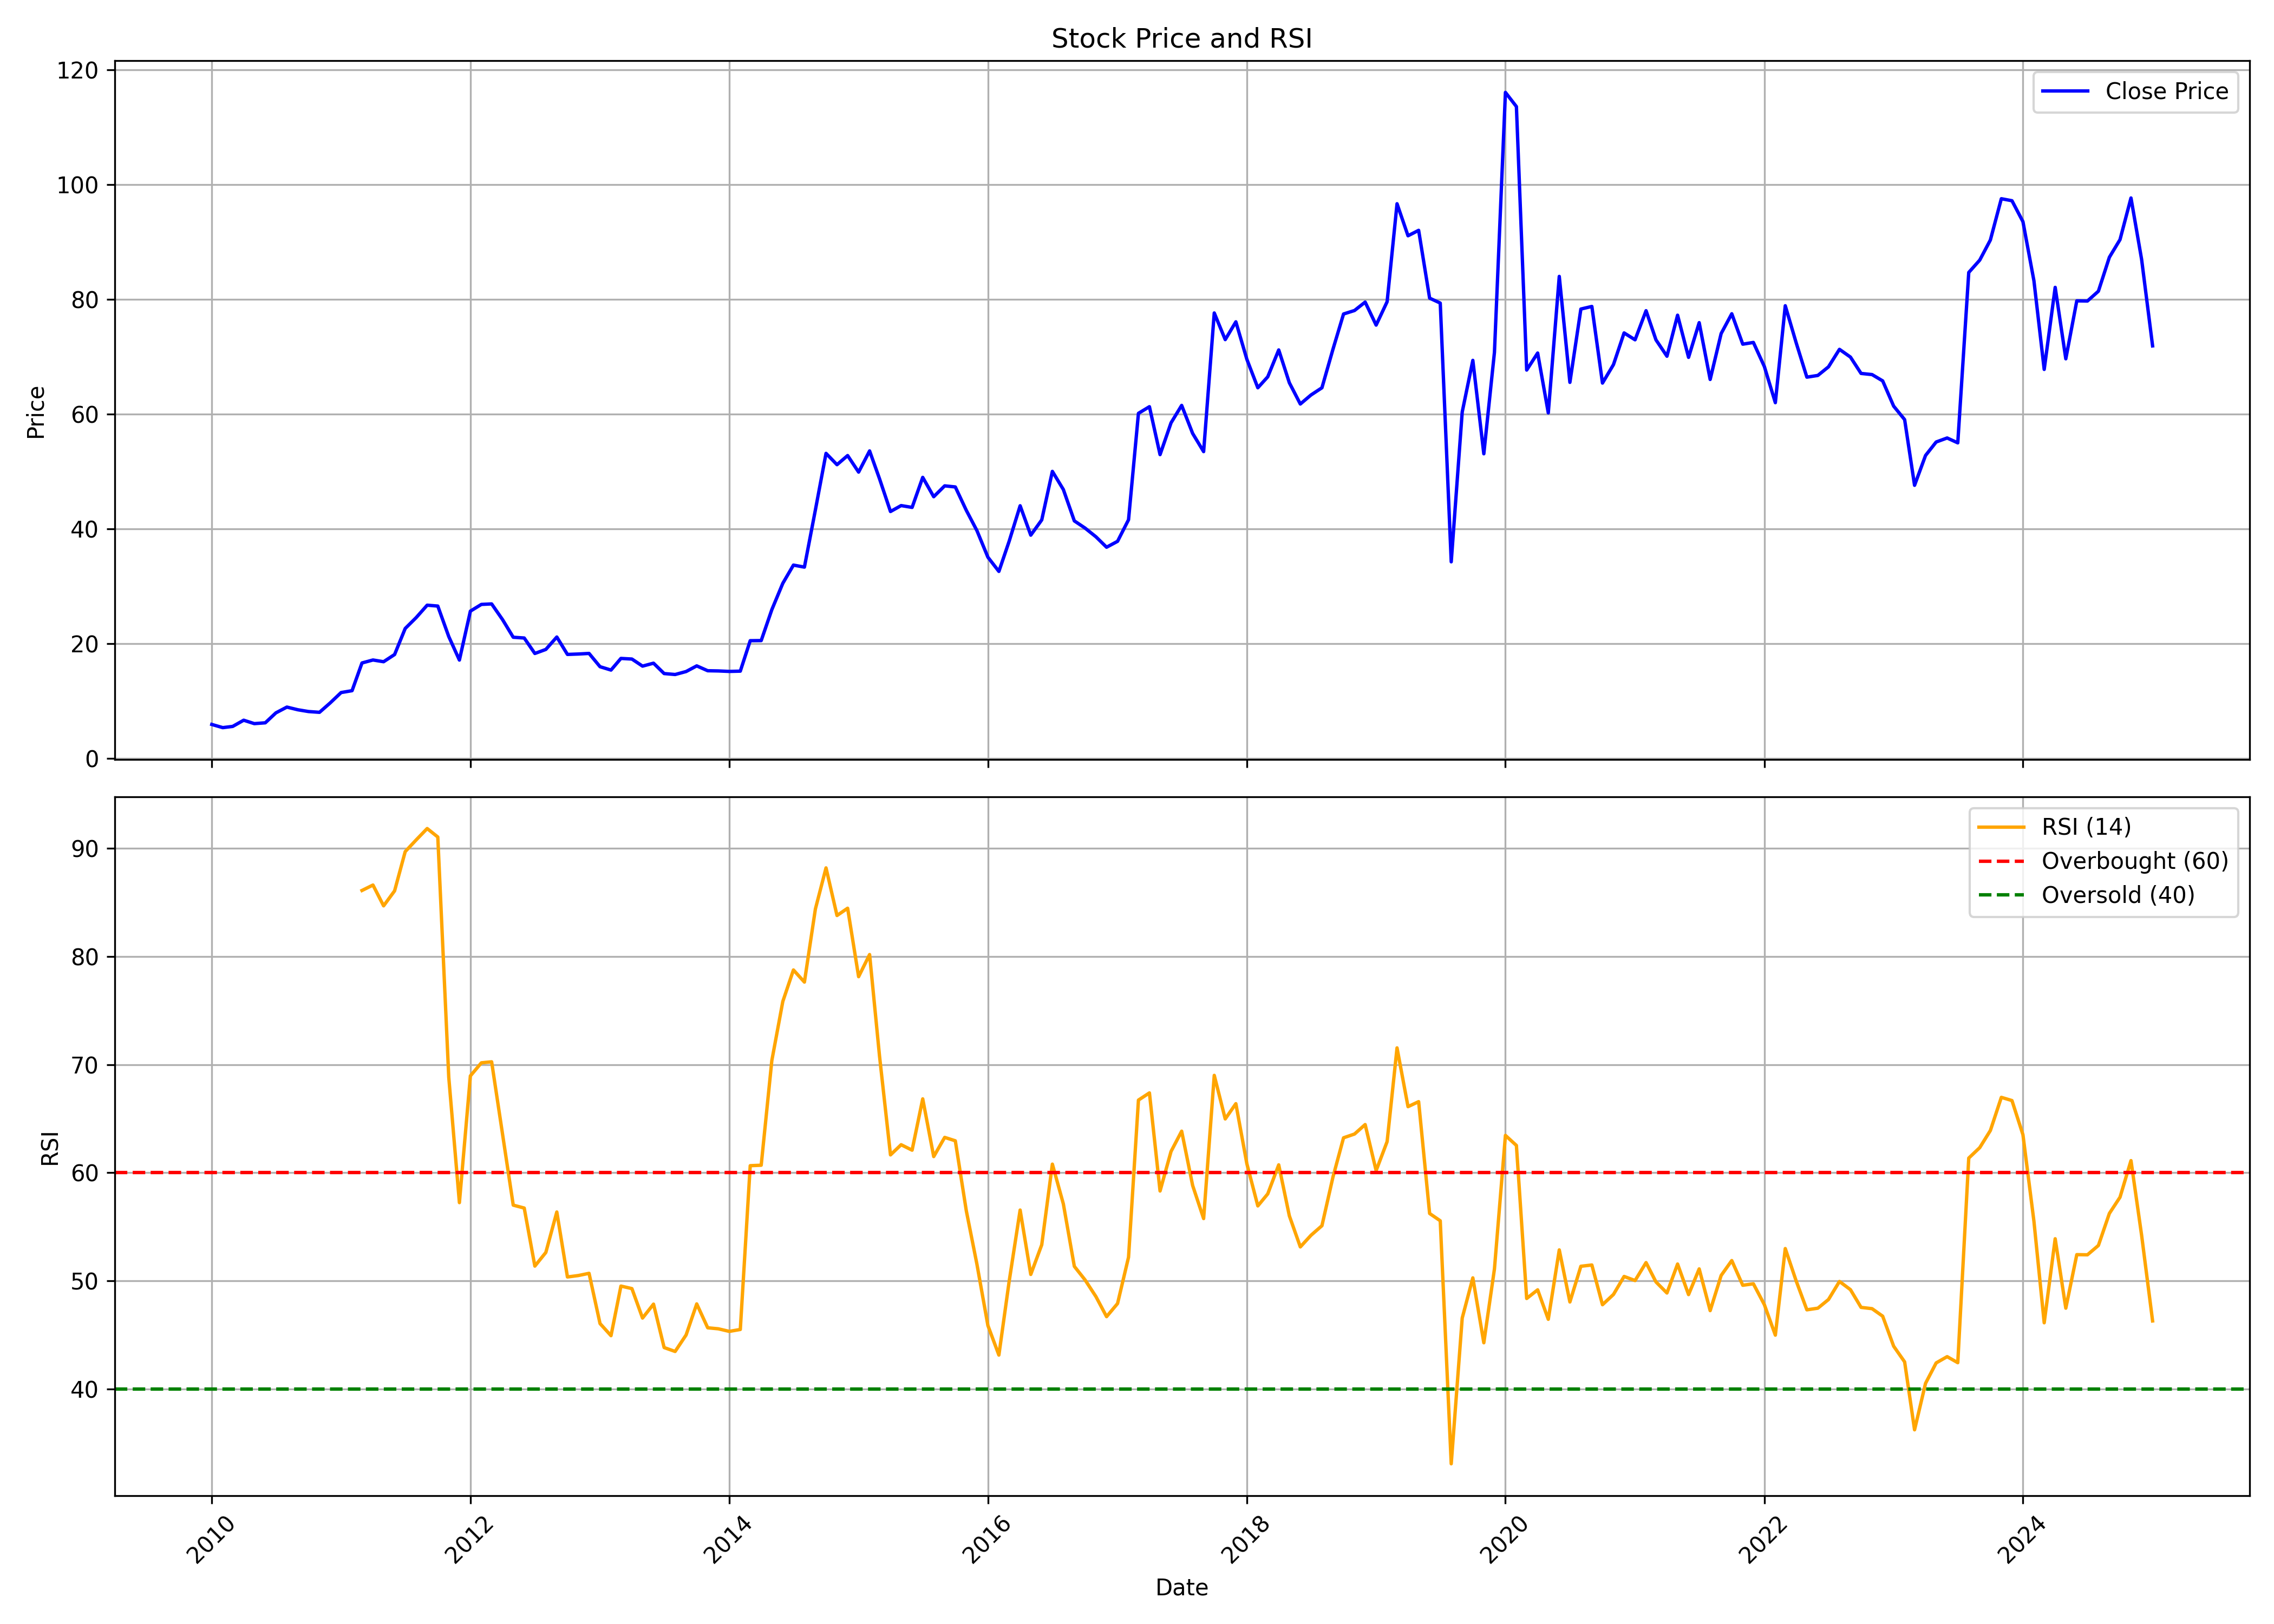 Stock Price and RSI
120
100
80
60
40
20
0
Price
Close Price
90
80
70
60
50
40
RSI
RSI (14)
Overbought (60)
Oversold (40)
2010
2012
2014
2016
2018
2020
2022
2024
Date